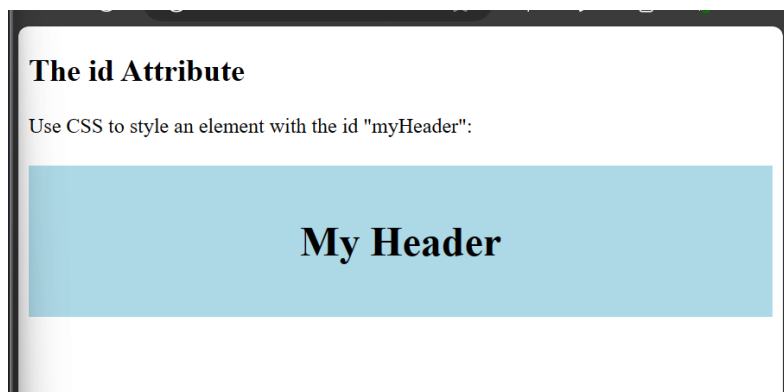 The id Attribute
Use CSS to style an element with the id "myHeader":
My Header